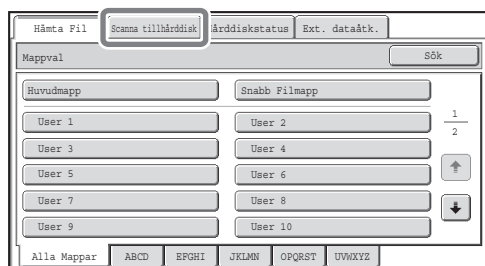 Hämta Fil Scanna tillhårddisk årddiskstatus Ext. dataåtk.
Mappval Sök
Huvudmapp Snabb Filmapp
User 1 User 2 1
2
User 3 User 4
User 5 User 6
User 7 User 8
User 9 User 10
Alla Mappar ABCD EFGHI JKLMN OPQRST UVWXYZ